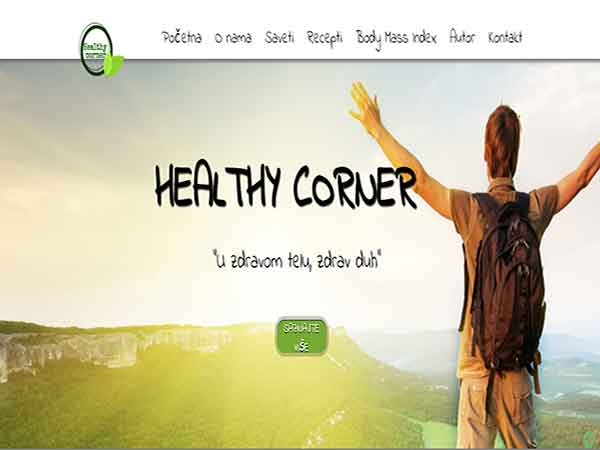 Healthy
corner
Početna O nama Saveti Recepti Body Mass Index Autor Kontakt
HEALTHY CORNER
"U zdravom telu, zdrav duh"
SAZNAJTE
VIŠE